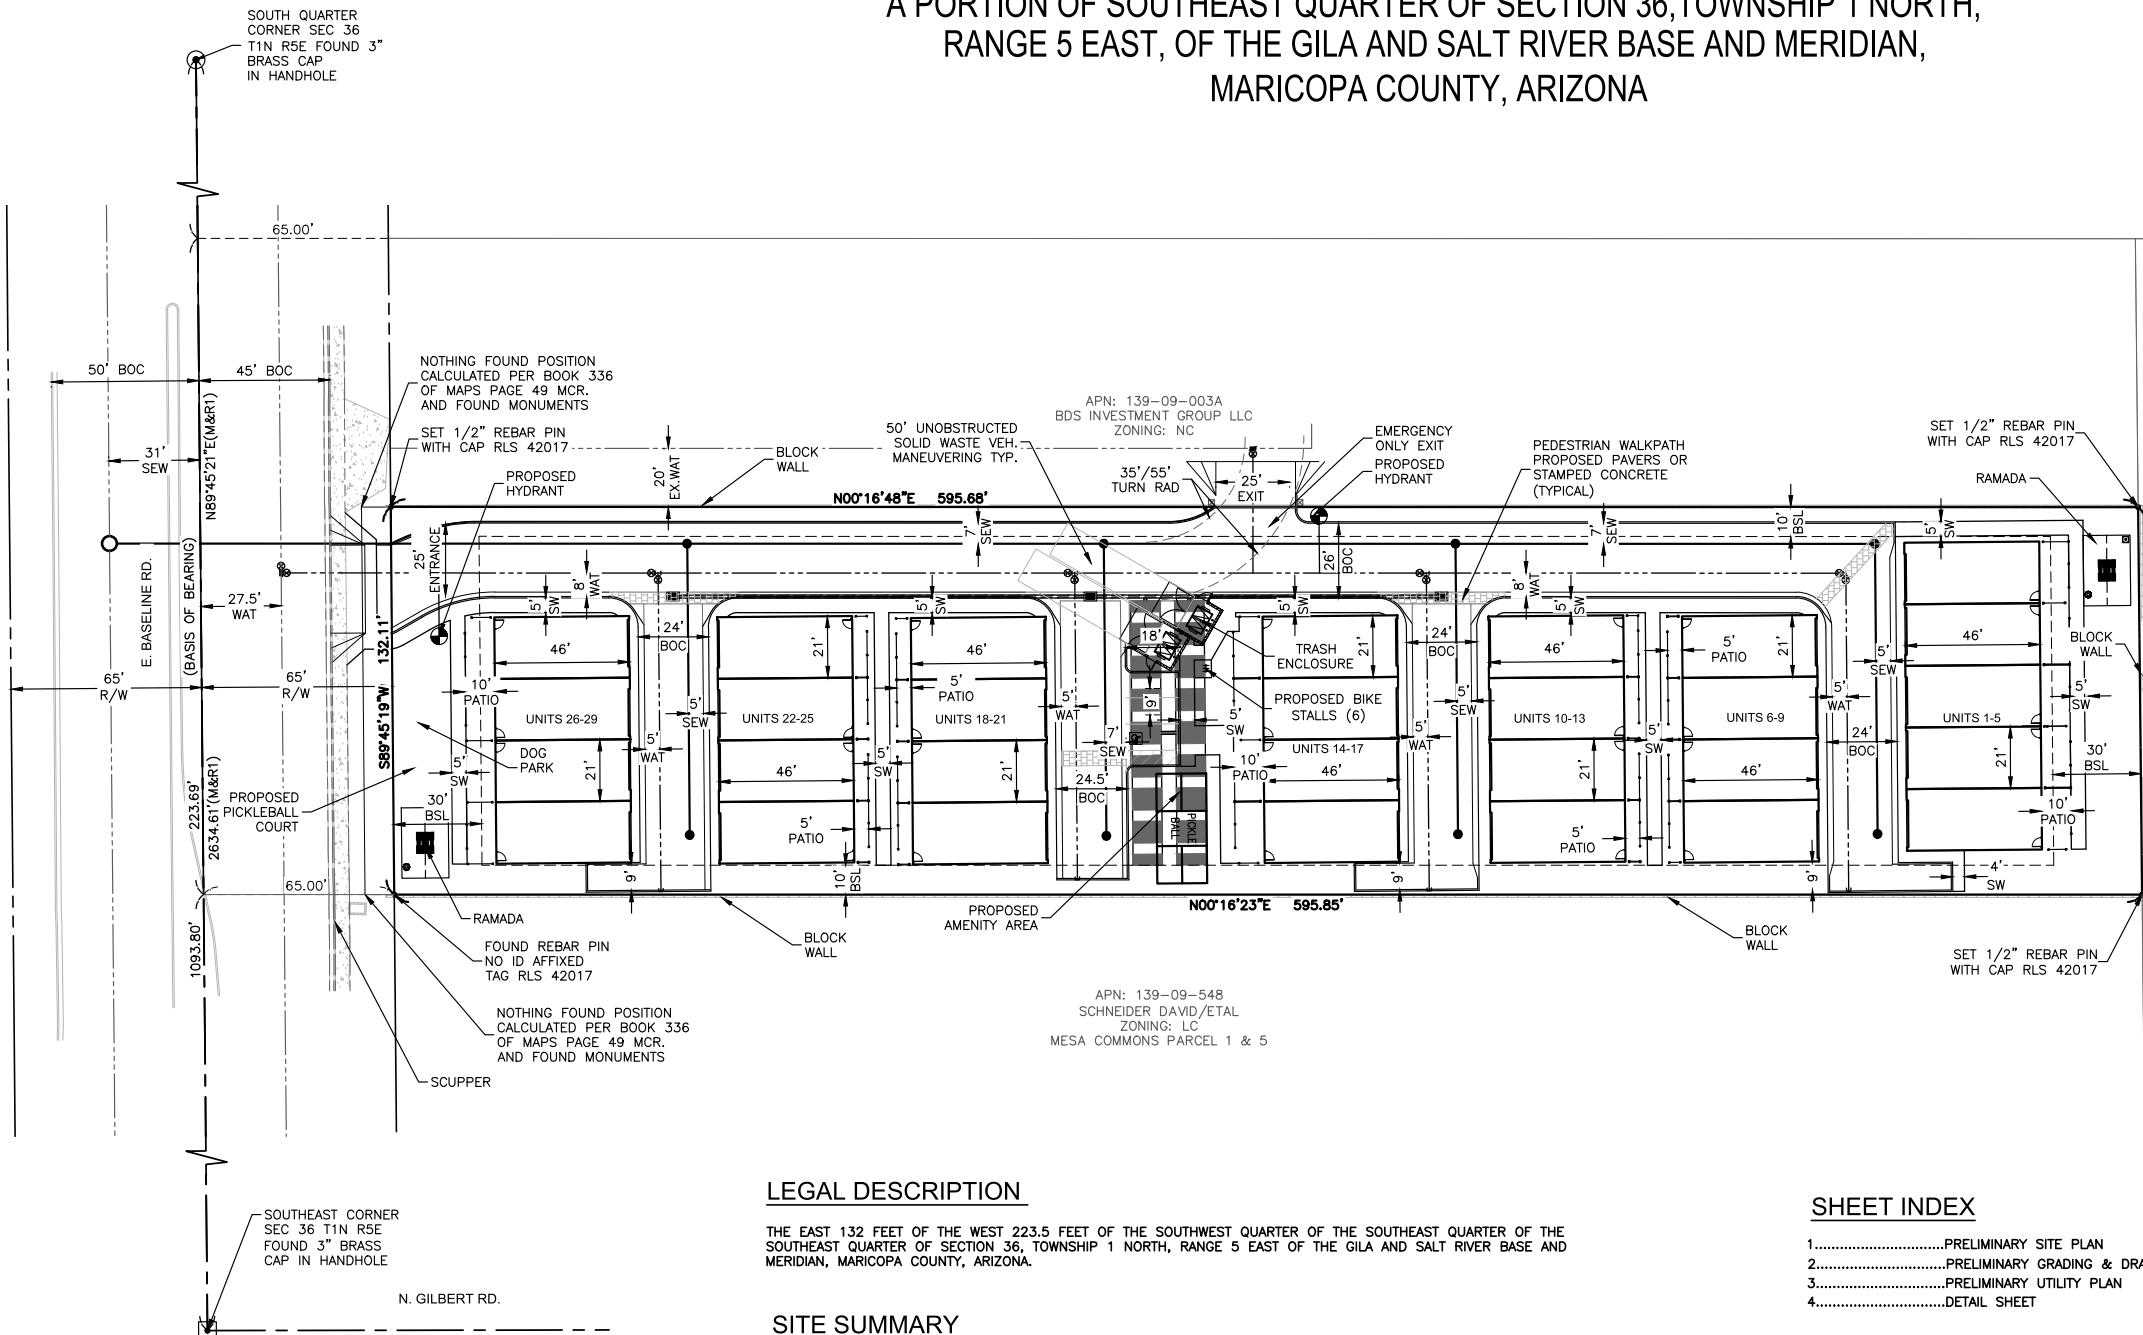 A PORTION OF SOUTHEAST QUARTER OF SECTION 36,TOWNSHIP 1 NORTH,
RANGE 5 EAST, OF THE GILA AND SALT RIVER BASE AND MERIDIAN,
MARICOPA COUNTY, ARIZONA
SOUTH QUARTER
CORNER SEC 36
T1N R5E FOUND 3"
BRASS CAP
IN HANDHOLE
65.00'
50' BOC
45' BOC
31'
SEW
N89°45'21"E(M&R1)
(BASIS OF BEARING)
E. BASELINE RD.
27.5'
WAT
65'
R/W
65'
R/W
223.69'
2634.61'(M&R1)
65.00'
1093.80'
NOTHING FOUND POSITION
CALCULATED PER BOOK 336
OF MAPS PAGE 49 MCR.
AND FOUND MONUMENTS
SET 1/2" REBAR PIN
WITH CAP RLS 42017
PROPOSED
HYDRANT
20'
EX.WAT
BLOCK
WALL
N00°16'48"E 595.68'
50' UNOBSTRUCTED
SOLID WASTE VEH.
MANEUVERING TYP.
APN: 139-09-003A
BDS INVESTMENT GROUP LLC
ZONING: NC
35'/55'
TURN RAD
25'
EXIT
EMERGENCY
ONLY EXIT
PROPOSED
HYDRANT
PEDESTRIAN WALKPATH
PROPOSED PAVERS OR
STAMPED CONCRETE
(TYPICAL)
SET 1/2" REBAR PIN
WITH CAP RLS 42017
RAMADA
25'
ENTRANCE
7'
SEW
26'
BOC
7'
SEW
10'
BSL
5'
SW
5'
SW
8'
WAT
5'
SW
5'
SW
8'
WAT
5'
SW
S89°45'19"W 132.11'
46'
24'
BOC
21'
46'
18'
TRASH
ENCLOSURE
21'
24'
BOC
46'
5'
PATIO
21'
5'
SEW
46'
BLOCK
WALL
10'
PATIO
5'
SEW
5'
PATIO
5'
WAT
19'
PROPOSED BIKE
STALLS (6)
5'
SEW
5'
WAT
5'
SW
UNITS 26-29
UNITS 22-25
UNITS 18-21
5'
SW
UNITS 14-17
UNITS 10-13
UNITS 6-9
UNITS 1-5
DOG
PARK
5'
SW
21'
5'
WAT
46'
5'
SW
21'
7'
SEW
24.5'
BOC
10'
PATIO
46'
5'
WAT
21'
5'
SW
46'
24'
BOC
21'
30'
BSL
10'
PATIO
PROPOSED
PICKLEBALL
COURT
30'
BSL
5'
PATIO
PICKLE
BALL
5'
PATIO
9'
10'
BSL
9'
9'
4'
SW
RAMADA
PROPOSED
AMENITY AREA
N00°16'23"E 595.85'
BLOCK
WALL
BLOCK
WALL
FOUND REBAR PIN
NO ID AFFIXED
TAG RLS 42017
SET 1/2" REBAR PIN
WITH CAP RLS 42017
NOTHING FOUND POSITION
CALCULATED PER BOOK 336
OF MAPS PAGE 49 MCR.
AND FOUND MONUMENTS
SCUPPER
APN: 139-09-548
SCHNEIDER DAVID/ETAL
ZONING: LC
MESA COMMONS PARCEL 1 & 5
SOUTHEAST CORNER
SEC 36 T1N R5E
FOUND 3" BRASS
CAP IN HANDHOLE
N. GILBERT RD.
LEGAL DESCRIPTION
THE EAST 132 FEET OF THE WEST 223.5 FEET OF THE SOUTHWEST QUARTER OF THE SOUTHEAST QUARTER OF THE
SOUTHEAST QUARTER OF SECTION 36, TOWNSHIP 1 NORTH, RANGE 5 EAST OF THE GILA AND SALT RIVER BASE AND
MERIDIAN, MARICOPA COUNTY, ARIZONA.
SITE SUMMARY
SHEET INDEX
1..............................PRELIMINARY SITE PLAN
2..............................PRELIMINARY GRADING & DRA
3..............................PRELIMINARY UTILITY PLAN
4..............................DETAIL SHEET